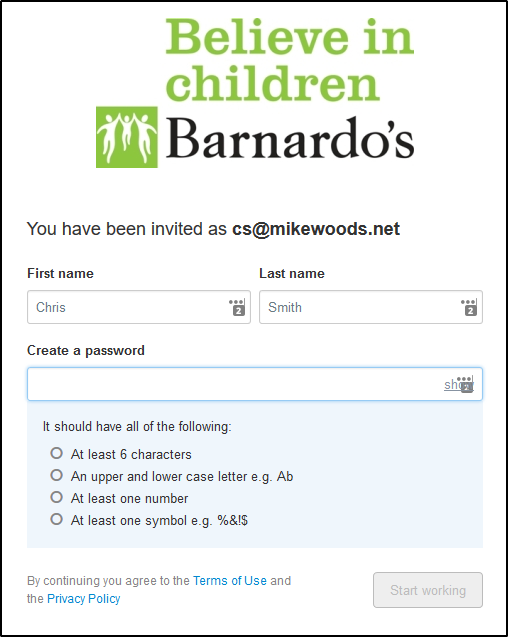 Believe in
children
Barnardo's
You have been invited as cs@mikewoods.net
First name Last name
Chris 2 Smith 2
Create a password
2
It should have all of the following:
At least 6 characters
An upper and lower case letter e.g. Ab
At least one number
At least one symbol e.g. %&!$
By continuing you agree to the Terms of Use and
the Privacy Policy
Start working